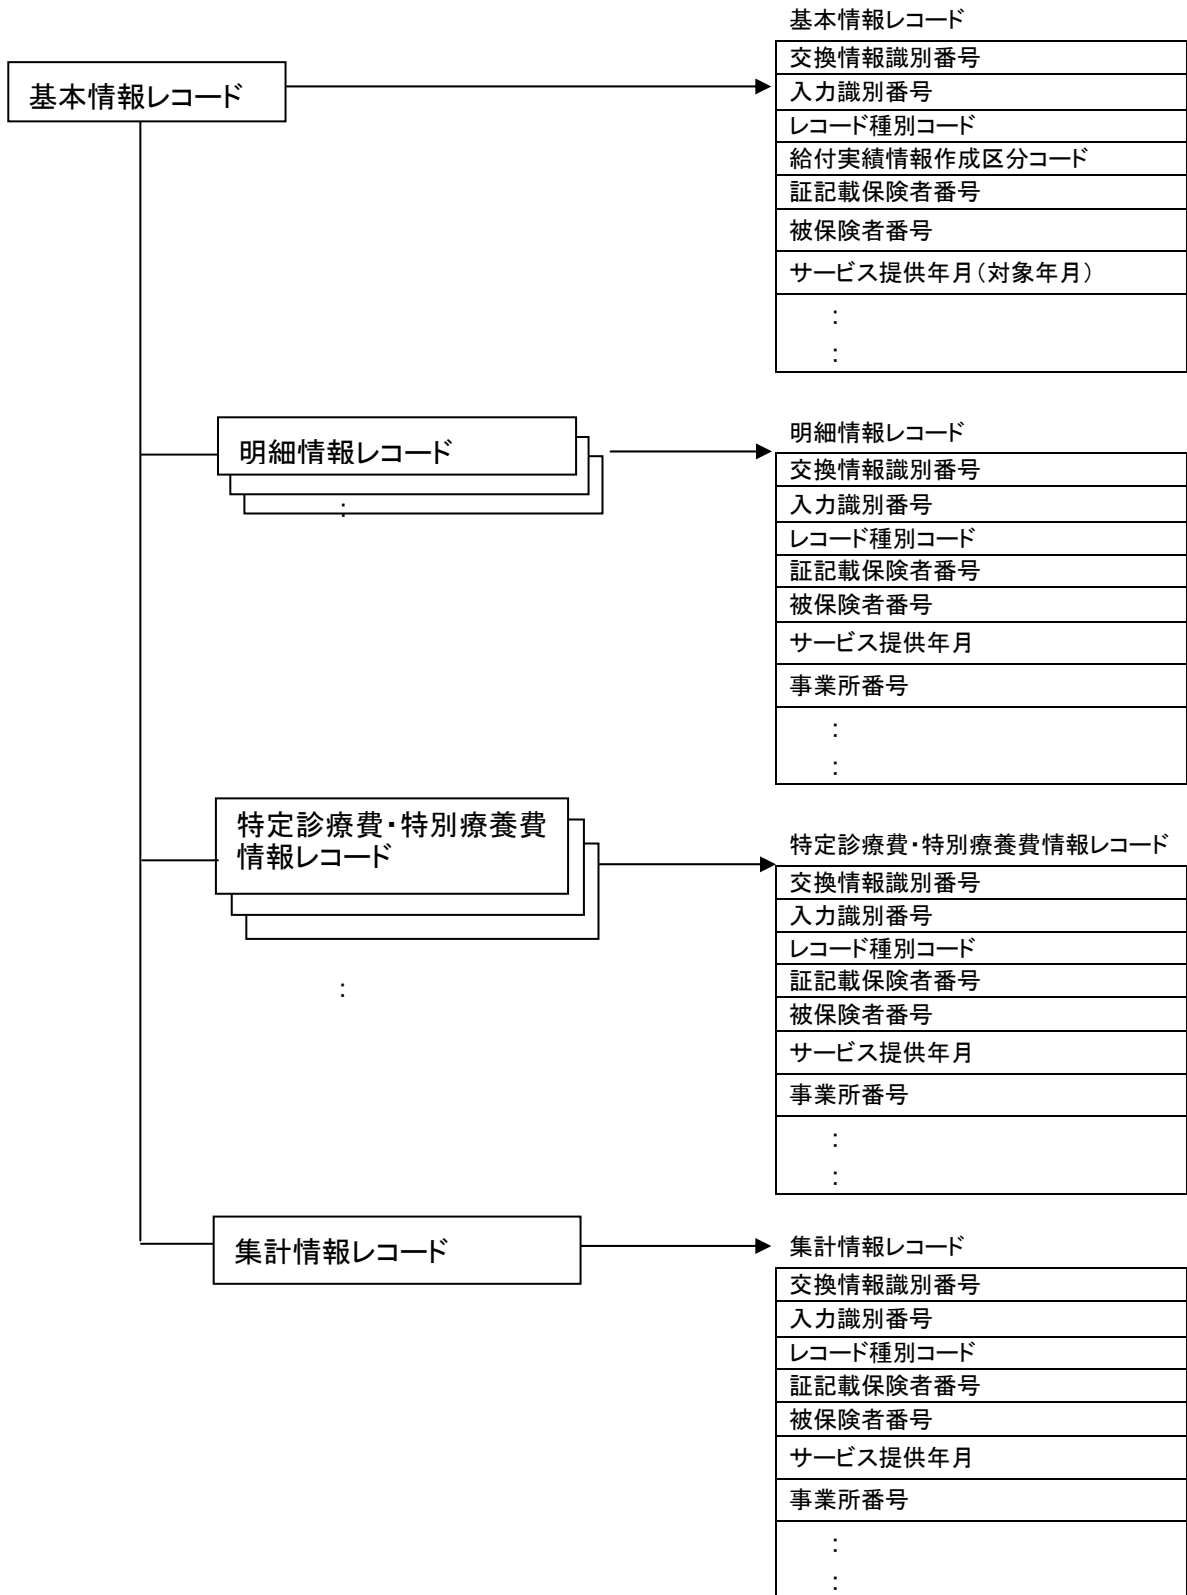 基本情報レコード
基本情報レコード
交換情報識別番号
入力識別番号
レコード種別コード
給付実績情報作成区分コード
証記載保険者番号
被保険者番号
サービス提供年月(対象年月)
:
:
明細情報レコード
:
明細情報レコード
交換情報識別番号
入力識別番号
レコード種別コード
証記載保険者番号
被保険者番号
サービス提供年月
事業所番号
:
:
特定診療費・特別療養費
情報レコード
:
特定診療費・特別療養費情報レコード
交換情報識別番号
入力識別番号
レコード種別コード
証記載保険者番号
被保険者番号
サービス提供年月
事業所番号
:
:
集計情報レコード
集計情報レコード
交換情報識別番号
入力識別番号
レコード種別コード
証記載保険者番号
被保険者番号
サービス提供年月
事業所番号
:
: